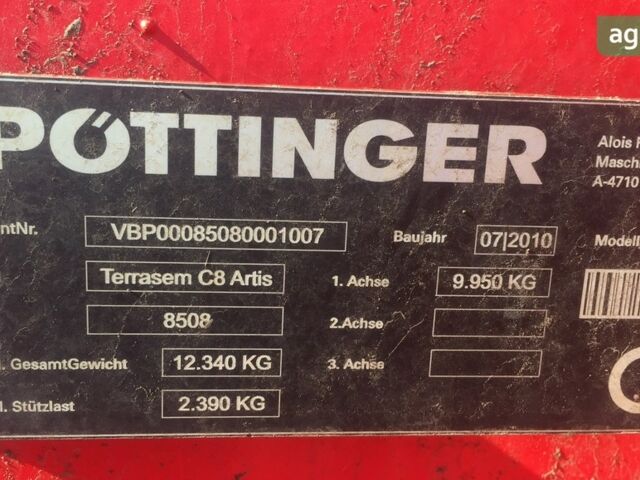 ag
PÖTTINGER
Alois
Maschi
A-4710
ntNr. VBP00085080001007 Baujahr 07|2010 Modell
Terrasem C8 Artis 1. Achse 9.950 KG
8508 2.Achse
. GesamtGewicht 12.340 KG 3. Achse
l. Stützlast 2.390 KG